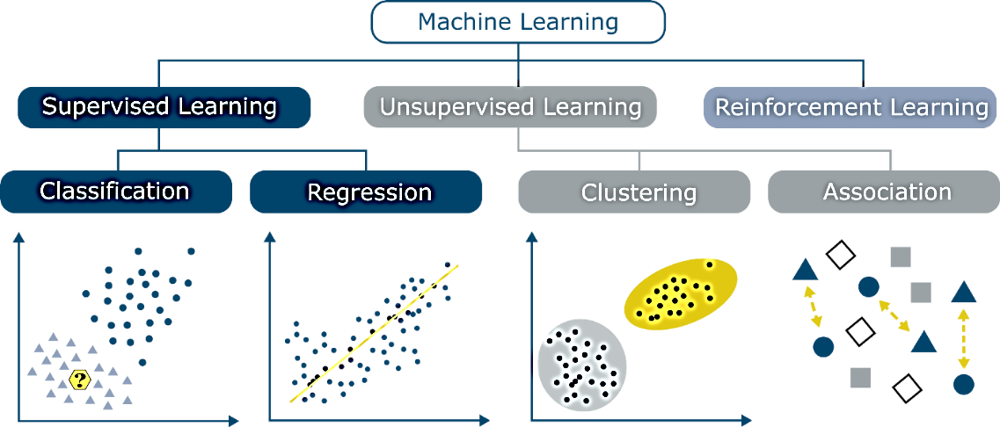 Machine Learning
Supervised Learning
Unsupervised Learning
Reinforcement Learning
Classification
Regression
Clustering
Association
?